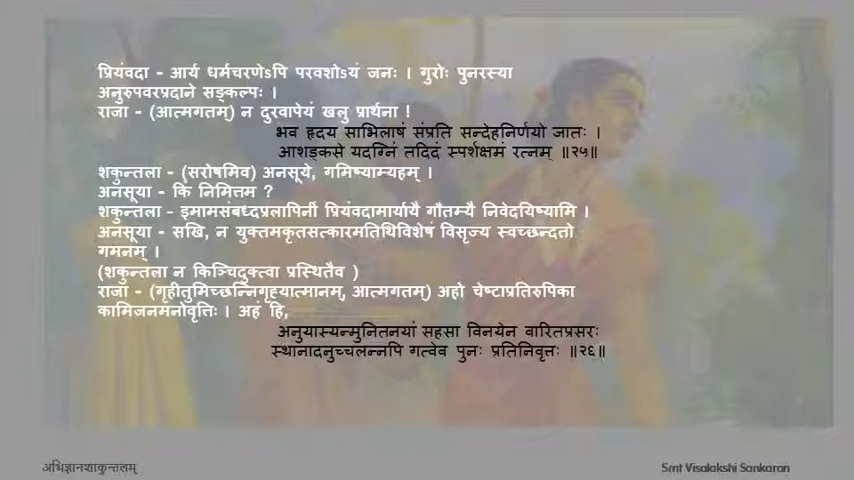 प्रियंवदा - आर्य धर्मचरणेऽपि परवशोऽयं जनः । गुरोः पुनरस्या
अनुरुपवरप्रदाने सङ्कल्पः ।
राजा - (आत्मगतम्) न दुरवापेयं खलु प्रार्थना !
भव हृदय साभिलाषं संप्रति सन्देहनिर्णयो जातः ।
आशङ्कसे यदग्निं तदिदं स्पर्शक्षमं रत्नम् ॥२५॥
शकुन्तला - (सरोषमिव) अनसूये, गमिष्याम्यहम् ।
अनसूया - किं निमित्तम ?
शकुन्तला - इमामसंबध्दप्रलापिनीं प्रियंवदामार्यायै गौतम्यै निवेदयिष्यामि ।
अनसूया - सखि, न युक्तमकृतसत्कारमतिथिविशेषं विसृज्य स्वच्छन्दतो
गमनम् ।
(शकुन्तला न किञ्चिदुक्त्वा प्रस्थितैव )
राजा - (गृहीतुमिच्छन्निगृह्यात्मानम्, आत्मगतम्) अहो चेष्टाप्रतिरुपिका
कामिजनमनोवृत्तिः । अहं हि,
अनुयास्यन्मुनितनयां सहसा विनयेन वारितप्रसरः
स्थानादनुच्चलन्नपि गत्वेव पुनः प्रतिनिवृत्तः ॥२६॥
अभिज्ञानशाकुन्तलम्
Smt Visalakshi Sankaran